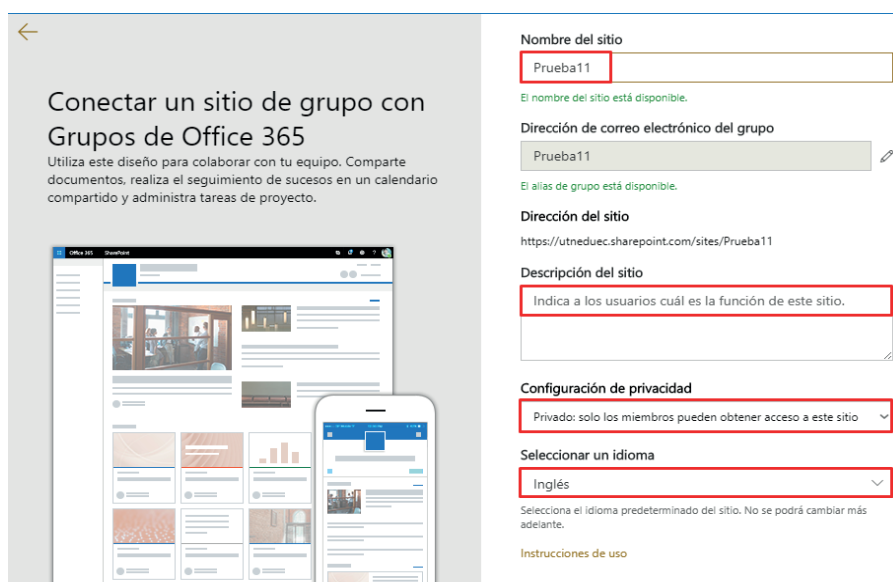 Conectar un sitio de grupo con
Grupos de Office 365
Utiliza este diseño para colaborar con tu equipo. Comparte
documentos, realiza el seguimiento de sucesos en un calendario
compartido y administra tareas de proyecto.
Office 365 SharePoint
Nombre del sitio
Prueba11
El nombre del sitio está disponible.
Dirección de correo electrónico del grupo
Prueba11
El alias de grupo está disponible.
Dirección del sitio
https://utneduec.sharepoint.com/sites/Prueba11
Descripción del sitio
Indica a los usuarios cuál es la función de este sitio.
Configuración de privacidad
Privado: solo los miembros pueden obtener acceso a este sitio
Seleccionar un idioma
Inglés
Selecciona el idioma predeterminado del sitio. No se podrá cambiar más
adelante.
Instrucciones de uso